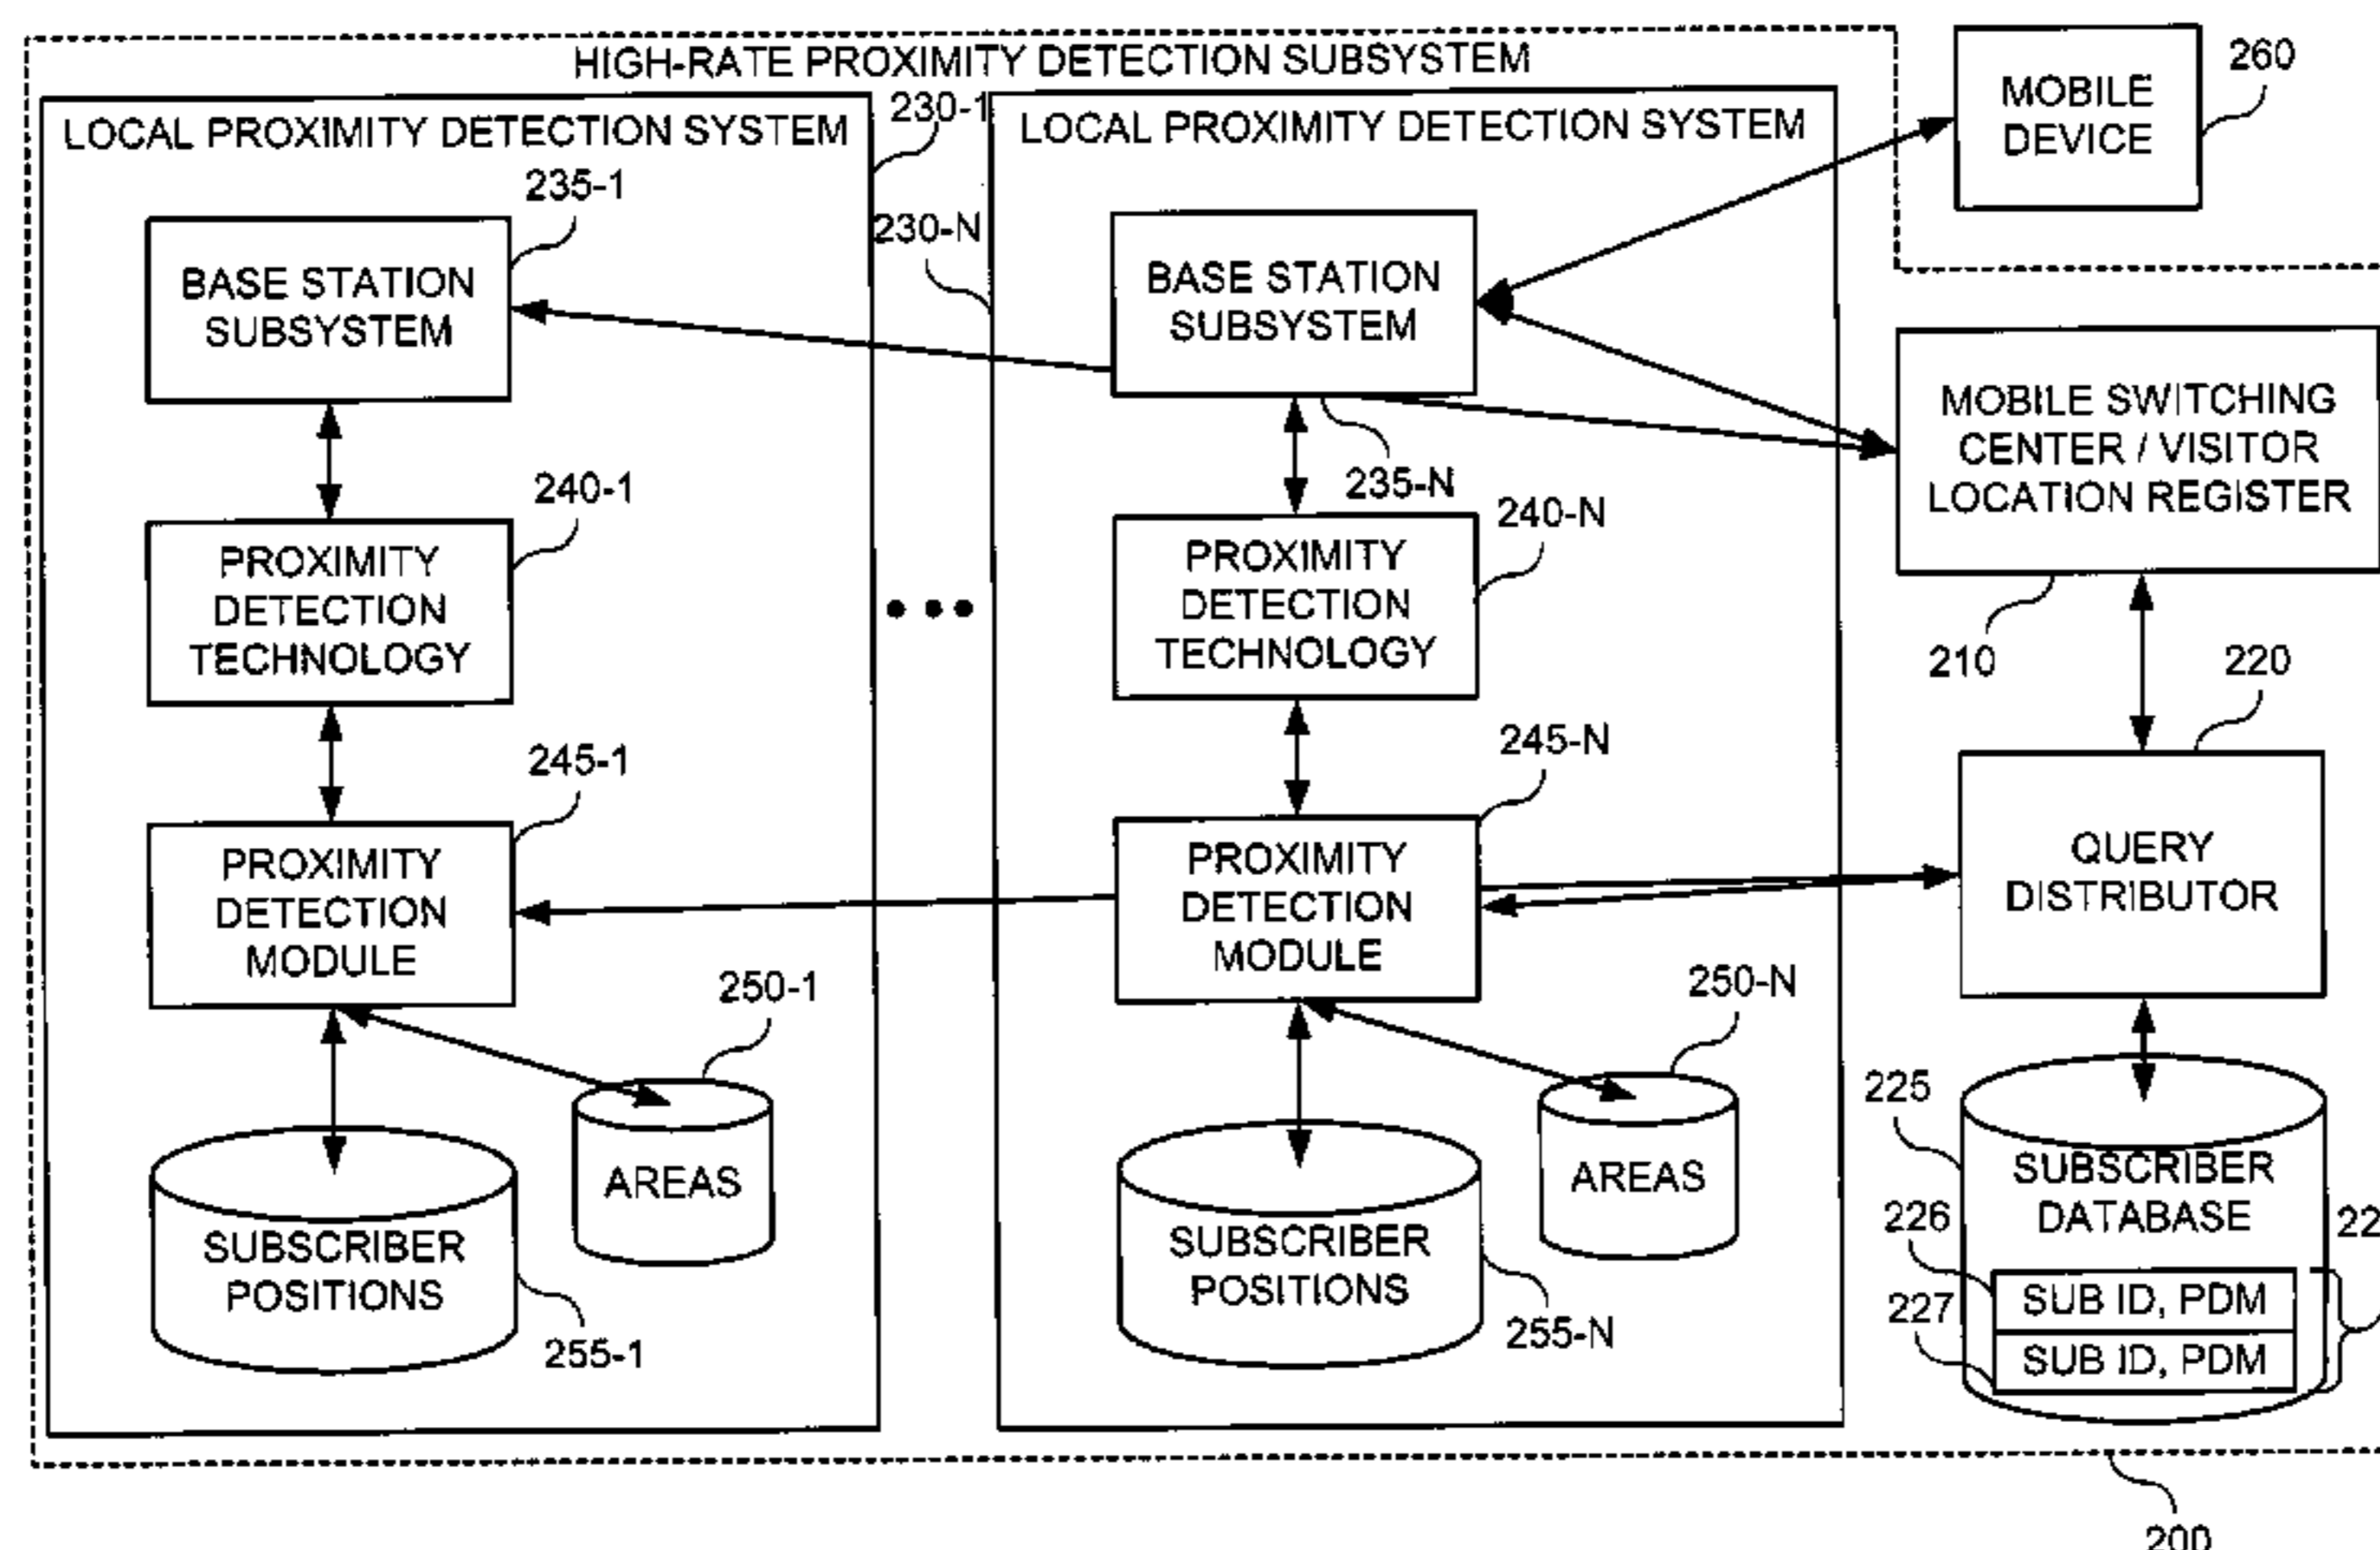 HIGH-RATE PROXIMITY DETECTION SUBSYSTEM
LOCAL PROXIMITY DETECTION SYSTEM
230-1
235-1
BASE STATION
SUBSYSTEM
240-1
PROXIMITY
DETECTION
TECHNOLOGY
245-1
PROXIMITY
DETECTION
MODULE
250-1
AREAS
SUBSCRIBER
POSITIONS
255-1
LOCAL PROXIMITY DETECTION SYSTEM
230-N
BASE STATION
SUBSYSTEM
235-N
240-N
PROXIMITY
DETECTION
TECHNOLOGY
245-N
PROXIMITY
DETECTION
MODULE
250-N
AREAS
SUBSCRIBER
POSITIONS
255-N
MOBILE
DEVICE
260
MOBILE SWITCHING
CENTER / VISITOR
LOCATION REGISTER
210
220
QUERY
DISTRIBUTOR
225
SUBSCRIBER
DATABASE
226
SUB ID, PDM
227
SUB ID, PDM
200